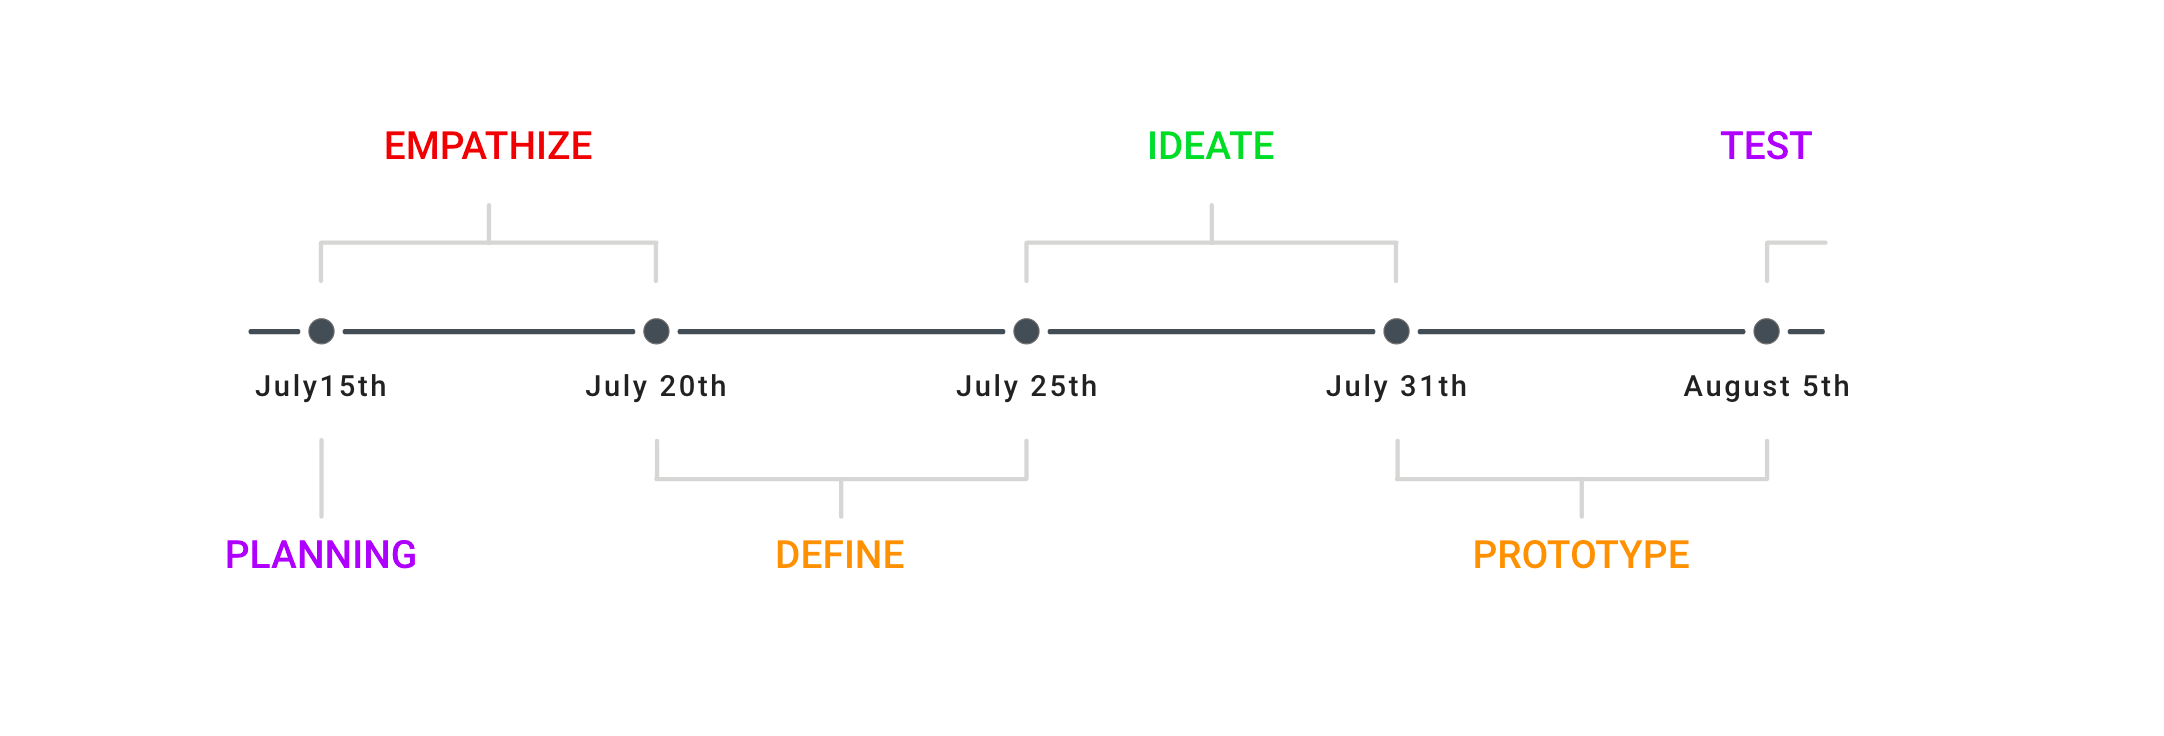 EMPATHIZE
IDEATE
TEST
July15th
July 20th
July 25th
July 31th
August 5th
PLANNING
DEFINE
PROTOTYPE